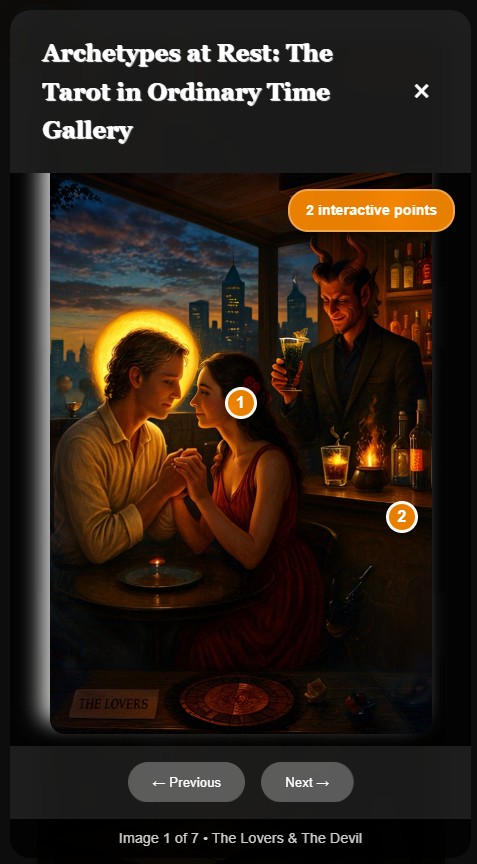 Archetypes at Rest: The
Tarot in Ordinary Time
Gallery
×
2 interactive points
1
2
THE LOVERS
← Previous
Next →
Image 1 of 7 • The Lovers & The Devil